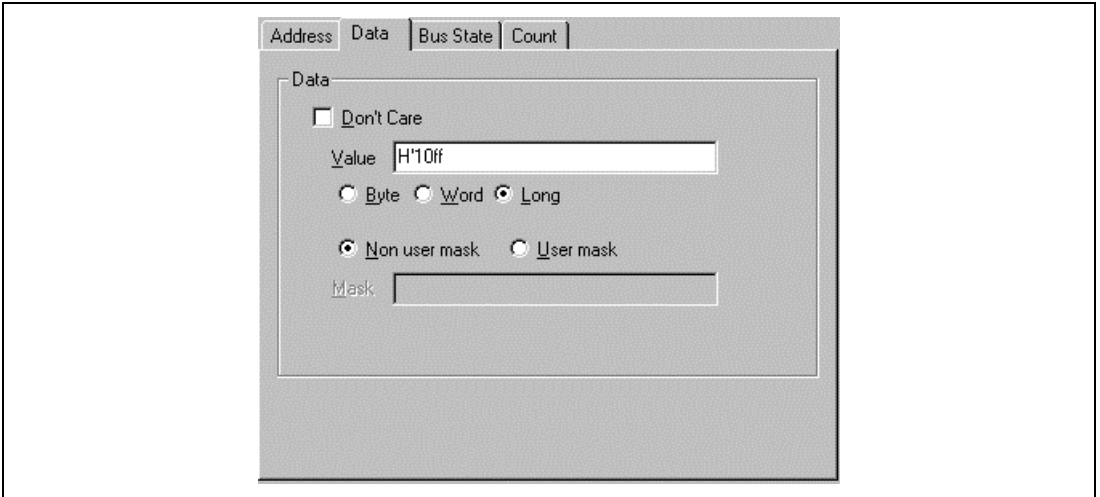 Address Data Bus State Count
Data
Don't Care
Value H'10ff
Byte Word Long
Non user mask User mask
Mask